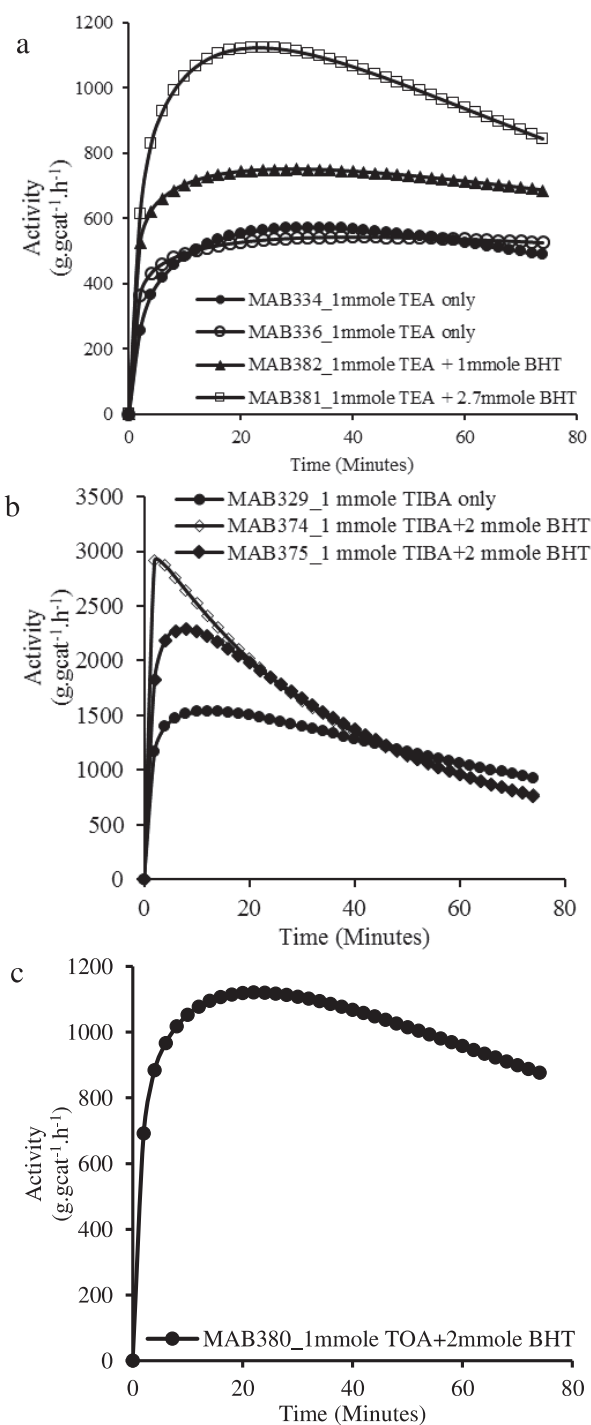 a
1200
1000
800
600
400
200
0
Activity
(g.gcat⁻¹.h⁻¹)
MAB334_1mmole TEA only
MAB336_1mmole TEA only
MAB382_1mmole TEA + 1mmole BHT
MAB381_1mmole TEA + 2.7mmole BHT
0 20 40 60 80
Time (Minutes)
b
3500
3000
2500
2000
1500
1000
500
0
Activity
(g.gcat⁻¹.h⁻¹)
MAB329_1 mmole TIBA only
MAB374_1 mmole TIBA+2 mmole BHT
MAB375_1 mmole TIBA+2 mmole BHT
0 20 40 60 80
Time (Minutes)
c
1200
1000
800
600
400
200
0
Activity
(g.gcat⁻¹.h⁻¹)
MAB380_1mmole TOA+2mmole BHT
0 20 40 60 80
Time (Minutes)